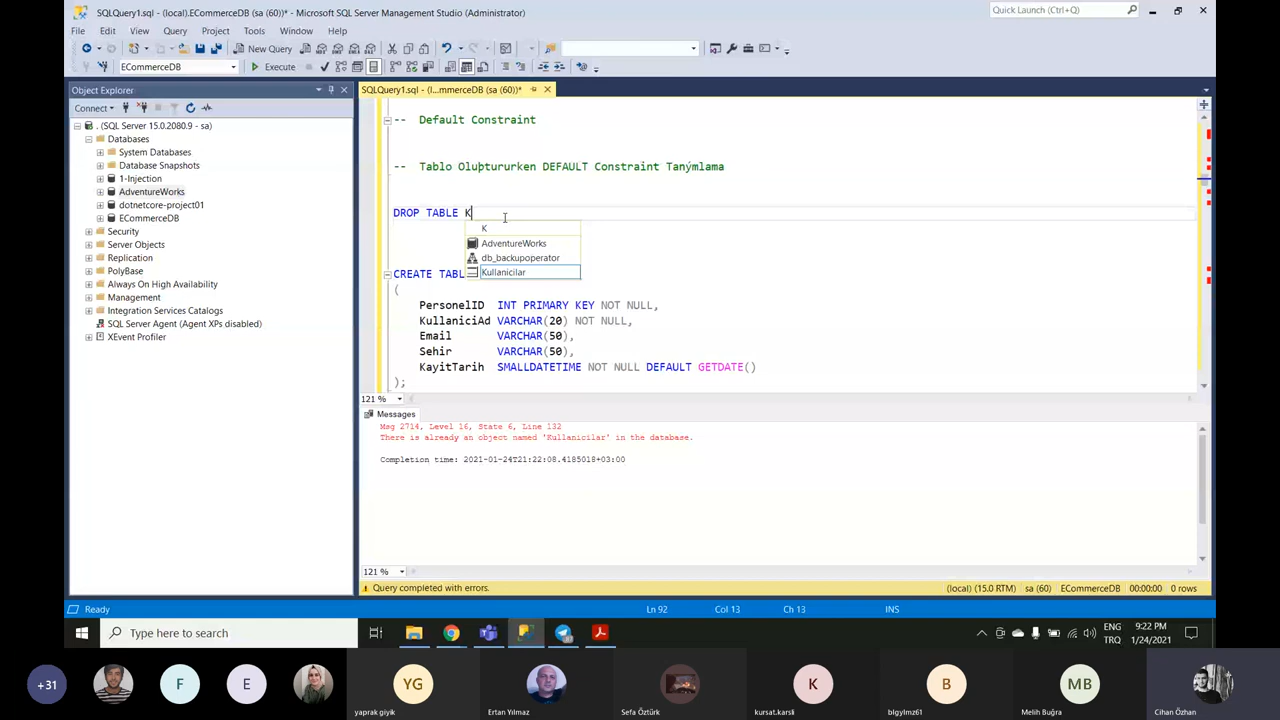 SQLQuery1.sql - (local).ECommerceDB (sa (60))* - Microsoft SQL Server Management Studio (Administrator)
Quick Launch (Ctrl+Q)
File Edit View Query Project Tools Window Help
New Query
ECommerceDB
Execute
Object Explorer
SQLQuery1.sql - (l...mmerceDB (sa (60))*
Connect
. (SQL Server 15.0.2080.9 - sa)
Databases
System Databases
Database Snapshots
1-Injection
AdventureWorks
dotnetcore-project01
ECommerceDB
Security
Server Objects
Replication
PolyBase
Always On High Availability
Management
Integration Services Catalogs
SQL Server Agent (Agent XPs disabled)
XEvent Profiler
-- Default Constraint
-- Tablo Oluþtururken DEFAULT Constraint Tanýmlama
DROP TABLE K
K
AdventureWorks
db_backupoperator
Kullanicilar
CREATE TABL
(
PersonelID INT PRIMARY KEY NOT NULL,
KullaniciAd VARCHAR(20) NOT NULL,
Email VARCHAR(50),
Sehir VARCHAR(50),
KayitTarih SMALLDATETIME NOT NULL DEFAULT GETDATE()
);
121 %
Messages
Msg 2714, Level 16, State 6, Line 132
There is already an object named 'Kullanicilar' in the database.
Completion time: 2021-01-24T21:22:08.4185018+03:00
121 %
Query completed with errors.
(local) (15.0 RTM) sa (60) ECommerceDB 00:00:00 0 rows
Ready
Ln 92 Col 13 Ch 13 INS
Type here to search
ENG
TRQ
9:22 PM
1/24/2021
+31
F
E
YG
K
B
MB
yaprak giyik
Ertan Yılmaz
Sefa Öztürk
kursat.karsli
blgylmz61
Melih Buğra
Cihan Özhan